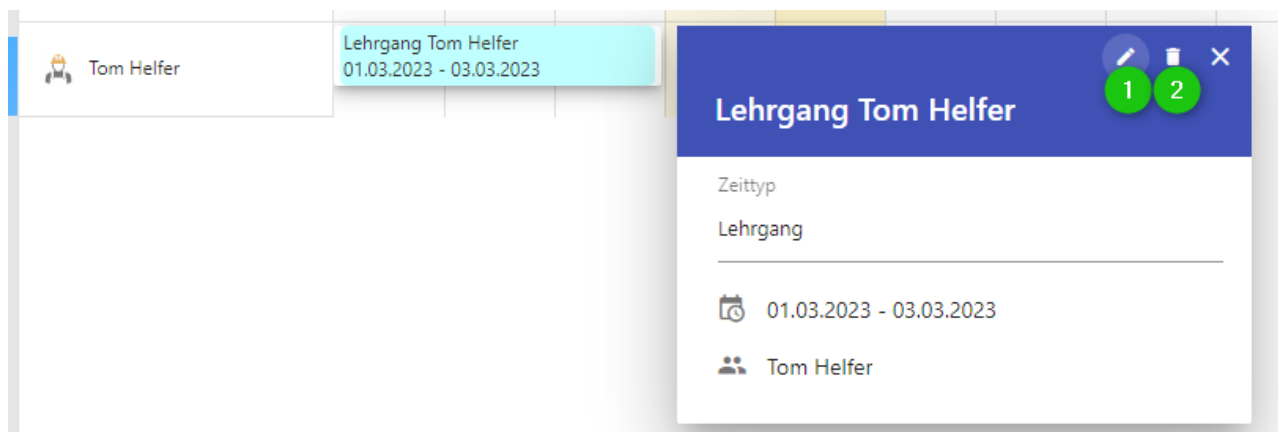 Tom Helfer
Lehrgang Tom Helfer
01.03.2023 - 03.03.2023
1 2
Lehrgang Tom Helfer
Zeittyp
Lehrgang
01.03.2023 - 03.03.2023
Tom Helfer